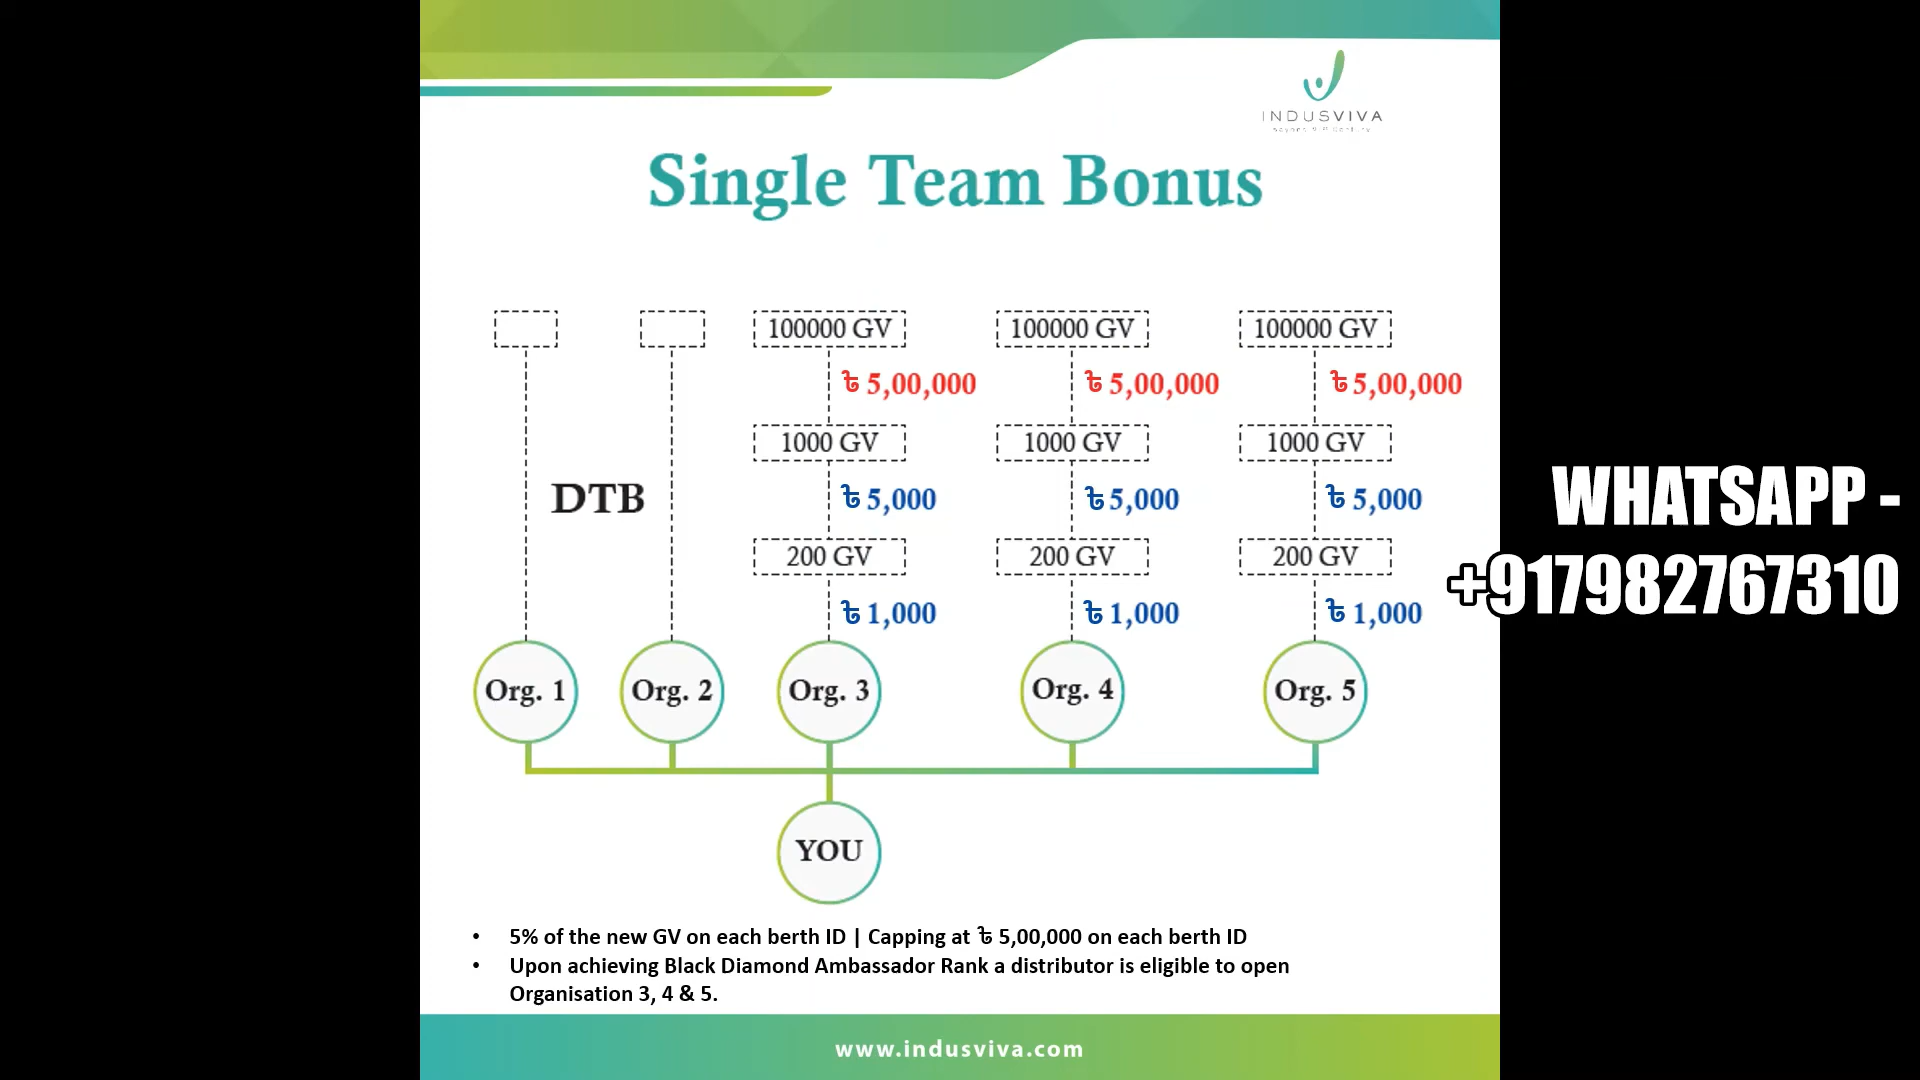 INDUSVIVA
Single Team Bonus
100000 GV 100000 GV 100000 GV
৳ 5,00,000 ৳ 5,00,000 ৳ 5,00,000
1000 GV 1000 GV 1000 GV
DTB ৳ 5,000 ৳ 5,000 ৳ 5,000
200 GV 200 GV 200 GV
৳ 1,000 ৳ 1,000 ৳ 1,000
Org. 1 Org. 2 Org. 3 Org. 4 Org. 5
YOU
WHATSAPP -
+917982767310
• 5% of the new GV on each berth ID | Capping at ৳ 5,00,000 on each berth ID
• Upon achieving Black Diamond Ambassador Rank a distributor is eligible to open
Organisation 3, 4 & 5.
www.indusviva.com